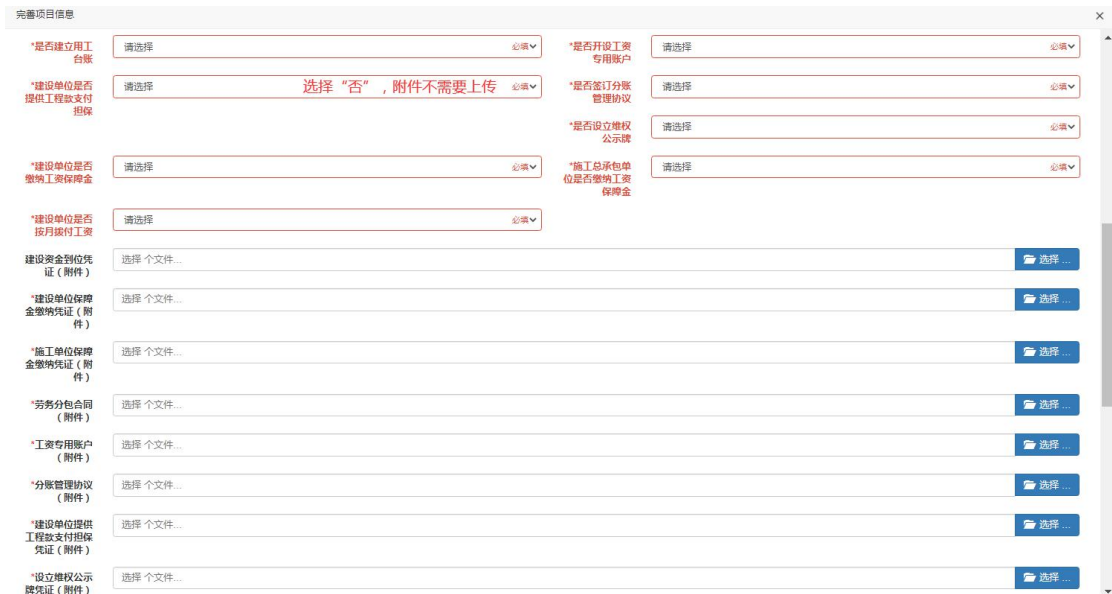 完善项目信息
×
*是否建立用工
台账
请选择
必填
*是否开设工资
专用账户
请选择
必填
*建设单位是否
提供工程款支付
担保
请选择
选择“否”，附件不需要上传
必填
*是否签订分账
管理协议
请选择
必填
*是否设立维权
公示牌
请选择
必填
*建设单位是否
缴纳工资保障金
请选择
必填
*施工总承包单
位是否缴纳工资
保障金
请选择
必填
*建设单位是否
按月拨付工资
请选择
必填
建设资金到位凭
证（附件）
选择 个文件...
选择 ...
*建设单位保障
金缴纳凭证（附
件）
选择 个文件...
选择 ...
*施工单位保障
金缴纳凭证（附
件）
选择 个文件...
选择 ...
*劳务分包合同
（附件）
选择 个文件...
选择 ...
*工资专用账户
（附件）
选择 个文件...
选择 ...
*分账管理协议
（附件）
选择 个文件...
选择 ...
*建设单位提供
工程款支付担保
凭证（附件）
选择 个文件...
选择 ...
*设立维权公示
牌凭证（附件）
选择 个文件...
选择 ...